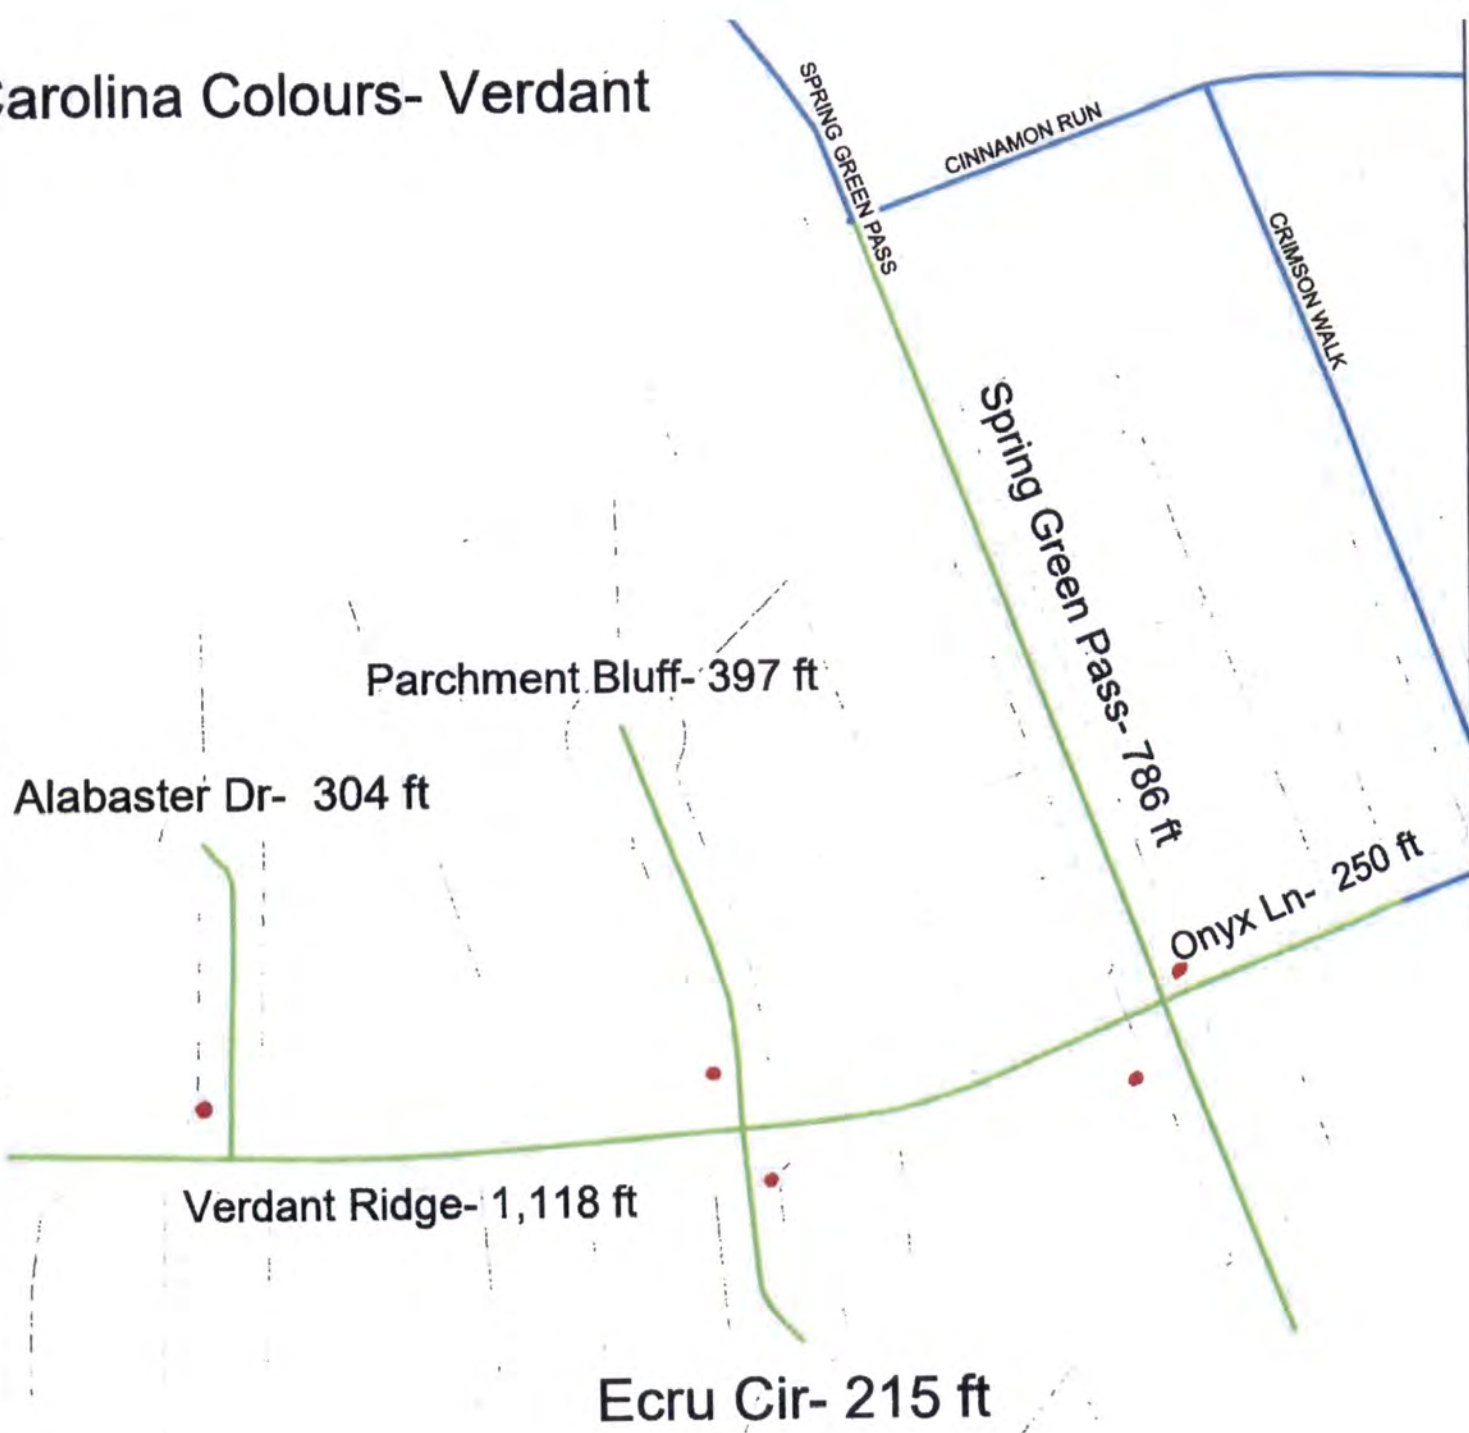 arolina Colours- Verdant
SPRING GREEN PASS
CINNAMON RUN
CRIMSON WALK
Spring Green Pass- 786 ft
Parchment Bluff- 397 ft
Alabaster Dr- 304 ft
Onyx Ln- 250 ft
Verdant Ridge- 1,118 ft
Ecru Cir- 215 ft